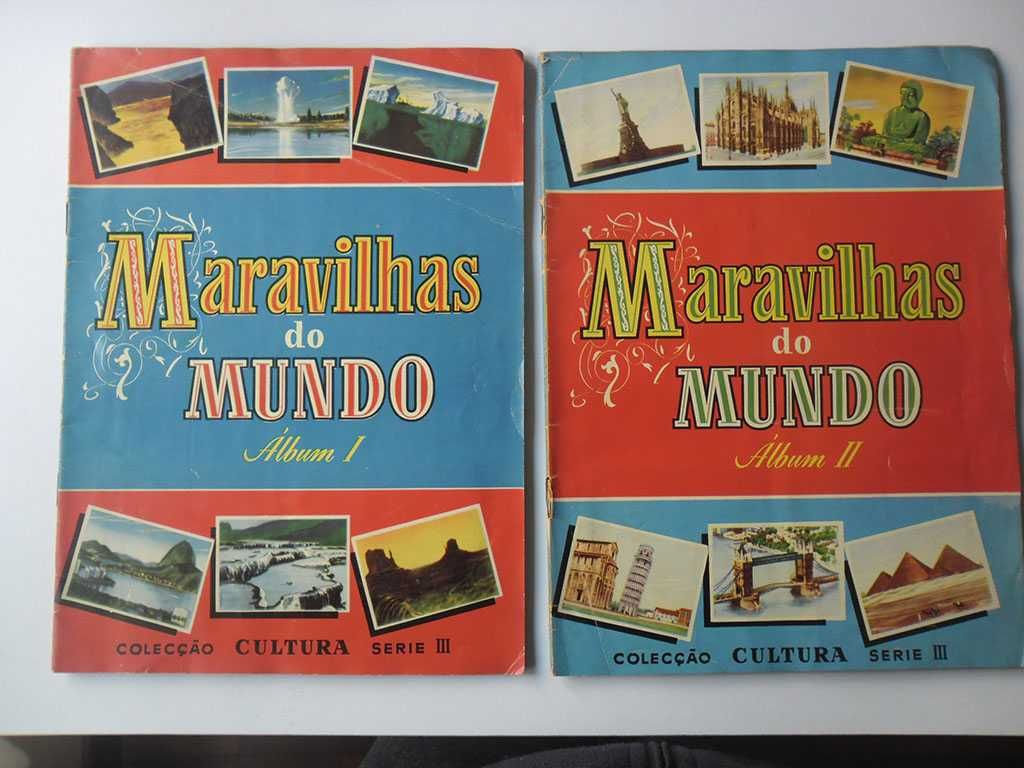 Maravilhas
do
MUNDO
Álbum I
COLECÇÃO CULTURA SERIE III
Maravilhas
do
MUNDO
Álbum II
COLECÇÃO CULTURA SERIE III